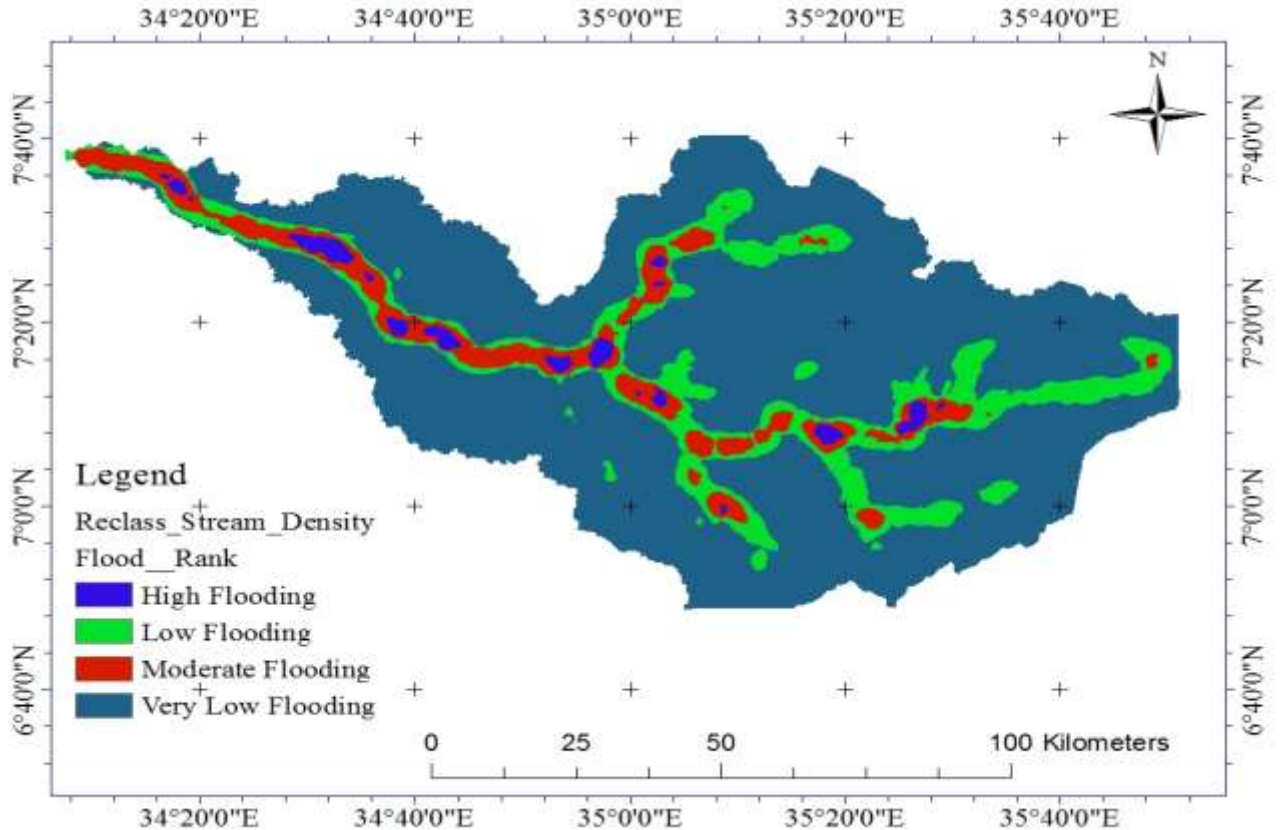 34°20'0"E 34°40'0"E 35°0'0"E 35°20'0"E 35°40'0"E
N
7°40'0"N 7°40'0"N
7°20'0"N 7°20'0"N
7°0'0"N 7°0'0"N
6°40'0"N 6°40'0"N
Legend
Reclass_Stream_Density
Flood__Rank
High Flooding
Low Flooding
Moderate Flooding
Very Low Flooding
0 25 50 100 Kilometers
34°20'0"E 34°40'0"E 35°0'0"E 35°20'0"E 35°40'0"E